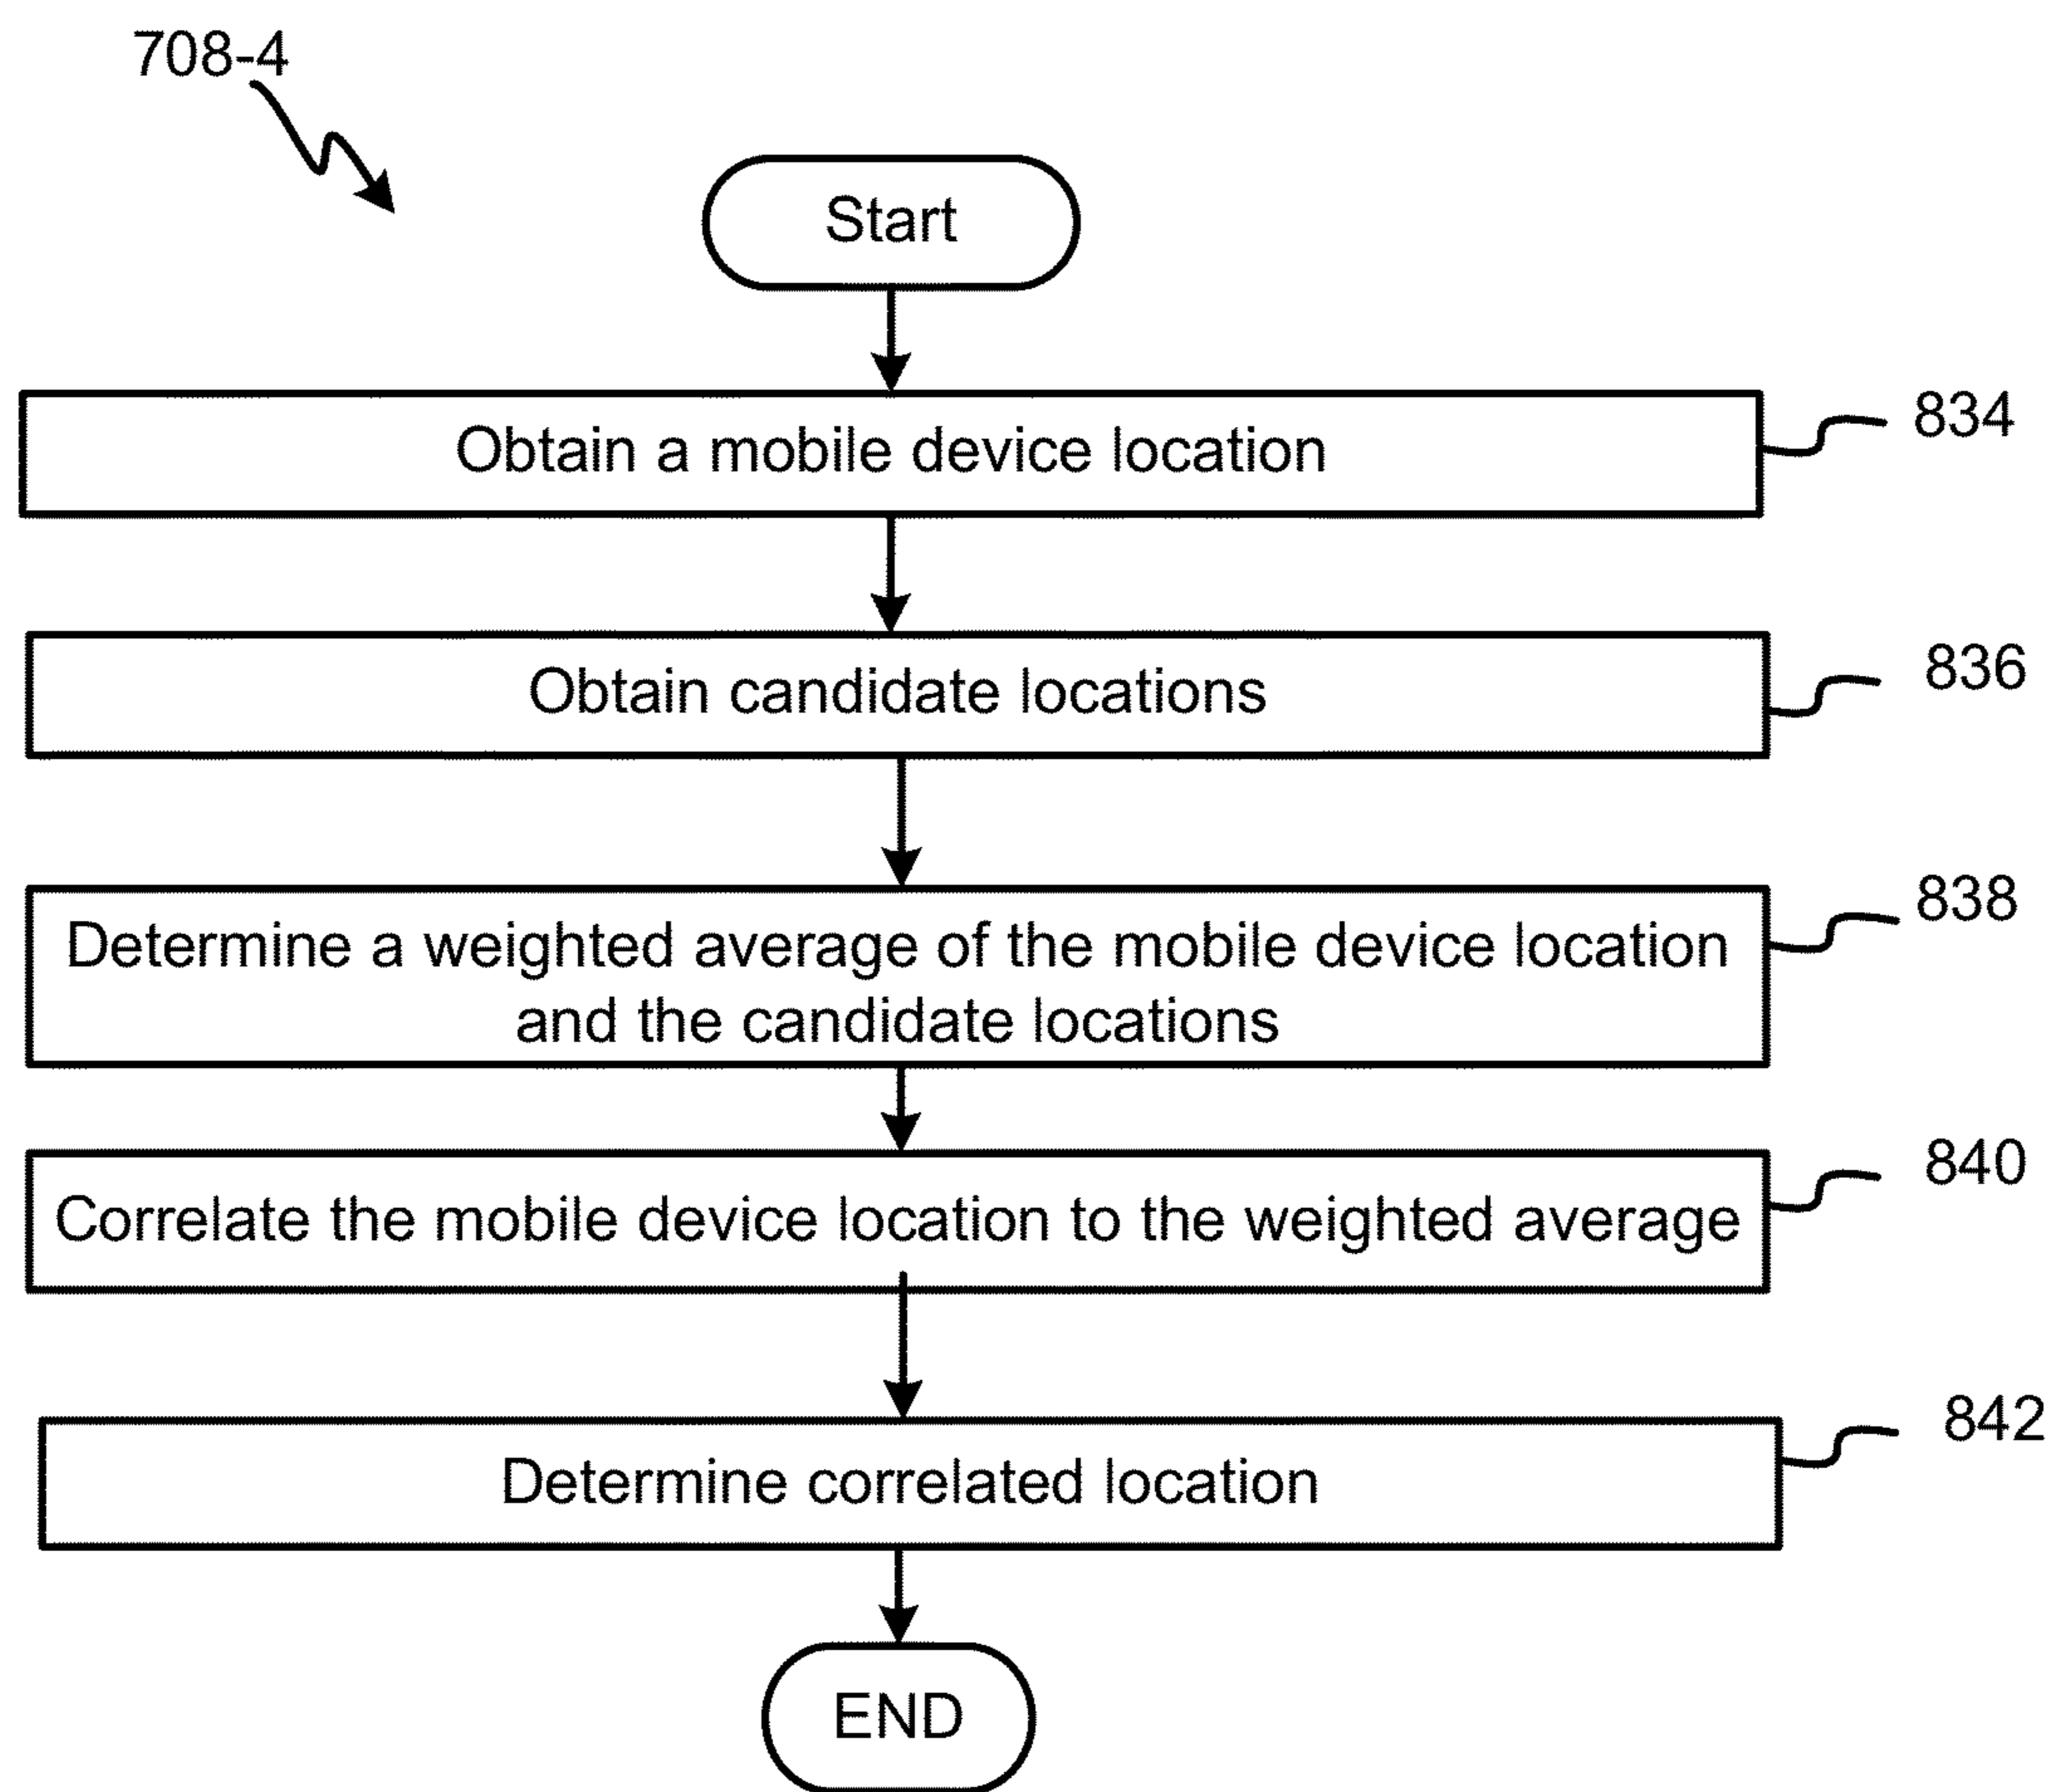 708-4
Start
Obtain a mobile device location
834
Obtain candidate locations
836
Determine a weighted average of the mobile device location
and the candidate locations
838
Correlate the mobile device location to the weighted average
840
Determine correlated location
842
END